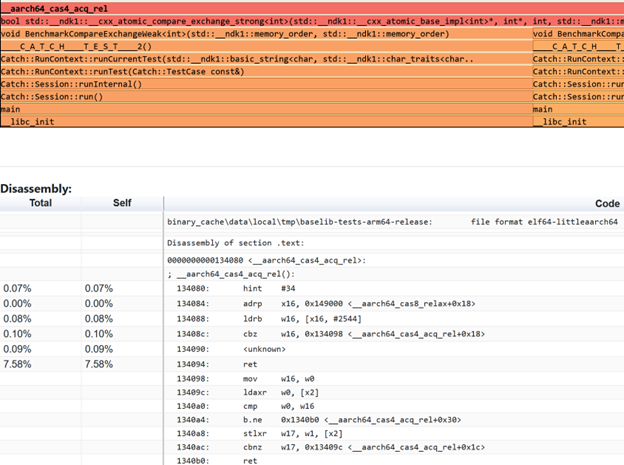 __aarch64_cas4_acq_rel
bool std::__ndk1::__cxx_atomic_compare_exchange_strong<int>(std::__ndk1::__cxx_atomic_base_impl<int>*, int*, int, std::__ndk1::m
void BenchmarkCompareExchangeWeak<int>(std::__ndk1::memory_order, std::__ndk1::memory_order) void Benchma
____C_A_T_C_H____T_E_S_T____2() ____C_A_T_C_H____T_
Catch::RunContext::runCurrentTest(std::__ndk1::basic_string<char, std::__ndk1::char_traits<char.. Catch::RunContext::
Catch::RunContext::runTest(Catch::TestCase const&) Catch::RunContext::
Catch::Session::runInternal() Catch::Session::run
Catch::Session::run() Catch::Session::run
main main
__libc_init __libc_init
Disassembly:
Total Self Code
binary_cache\data\local\tmp\baselib-tests-arm64-release: file format elf64-littleaarch64
Disassembly of section .text:
0000000000134080 <__aarch64_cas4_acq_rel>:
; __aarch64_cas4_acq_rel():
0.07% 0.07% 134080: hint #34
0.00% 0.00% 134084: adrp x16, 0x149000 <__aarch64_cas8_relax+0x18>
0.08% 0.08% 134088: ldrb w16, [x16, #2544]
0.10% 0.10% 13408c: cbz w16, 0x134098 <__aarch64_cas4_acq_rel+0x18>
0.09% 0.09% 134090: <unknown>
7.58% 7.58% 134094: ret
134098: mov w16, w0
13409c: ldaxr w0, [x2]
1340a0: cmp w0, w16
1340a4: b.ne 0x1340b0 <__aarch64_cas4_acq_rel+0x30>
1340a8: stlxr w17, w1, [x2]
1340ac: cbnz w17, 0x13409c <__aarch64_cas4_acq_rel+0x1c>
1340b0: ret